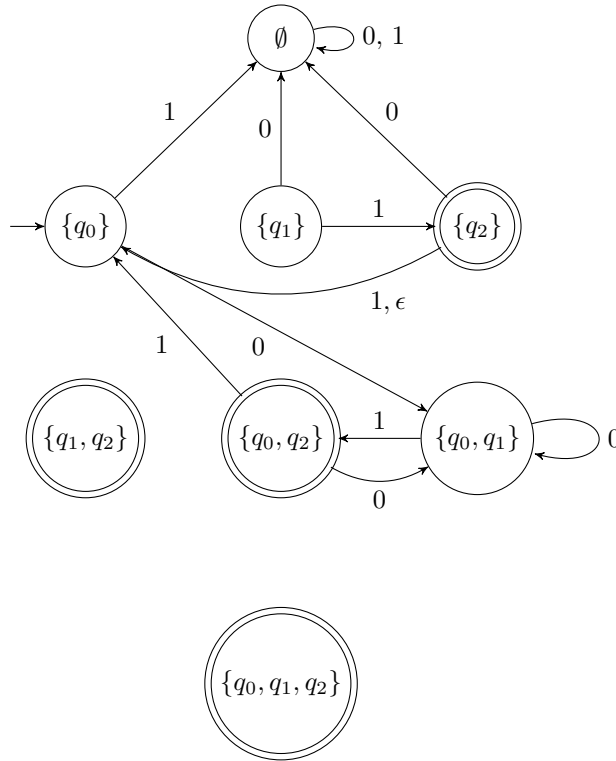 ∅
0, 1
1
0
0
{q₀}
{q₁}
1
{q₂}
1, ϵ
1
0
{q₁, q₂}
{q₀, q₂}
1
{q₀, q₁}
0
0
{q₀, q₁, q₂}